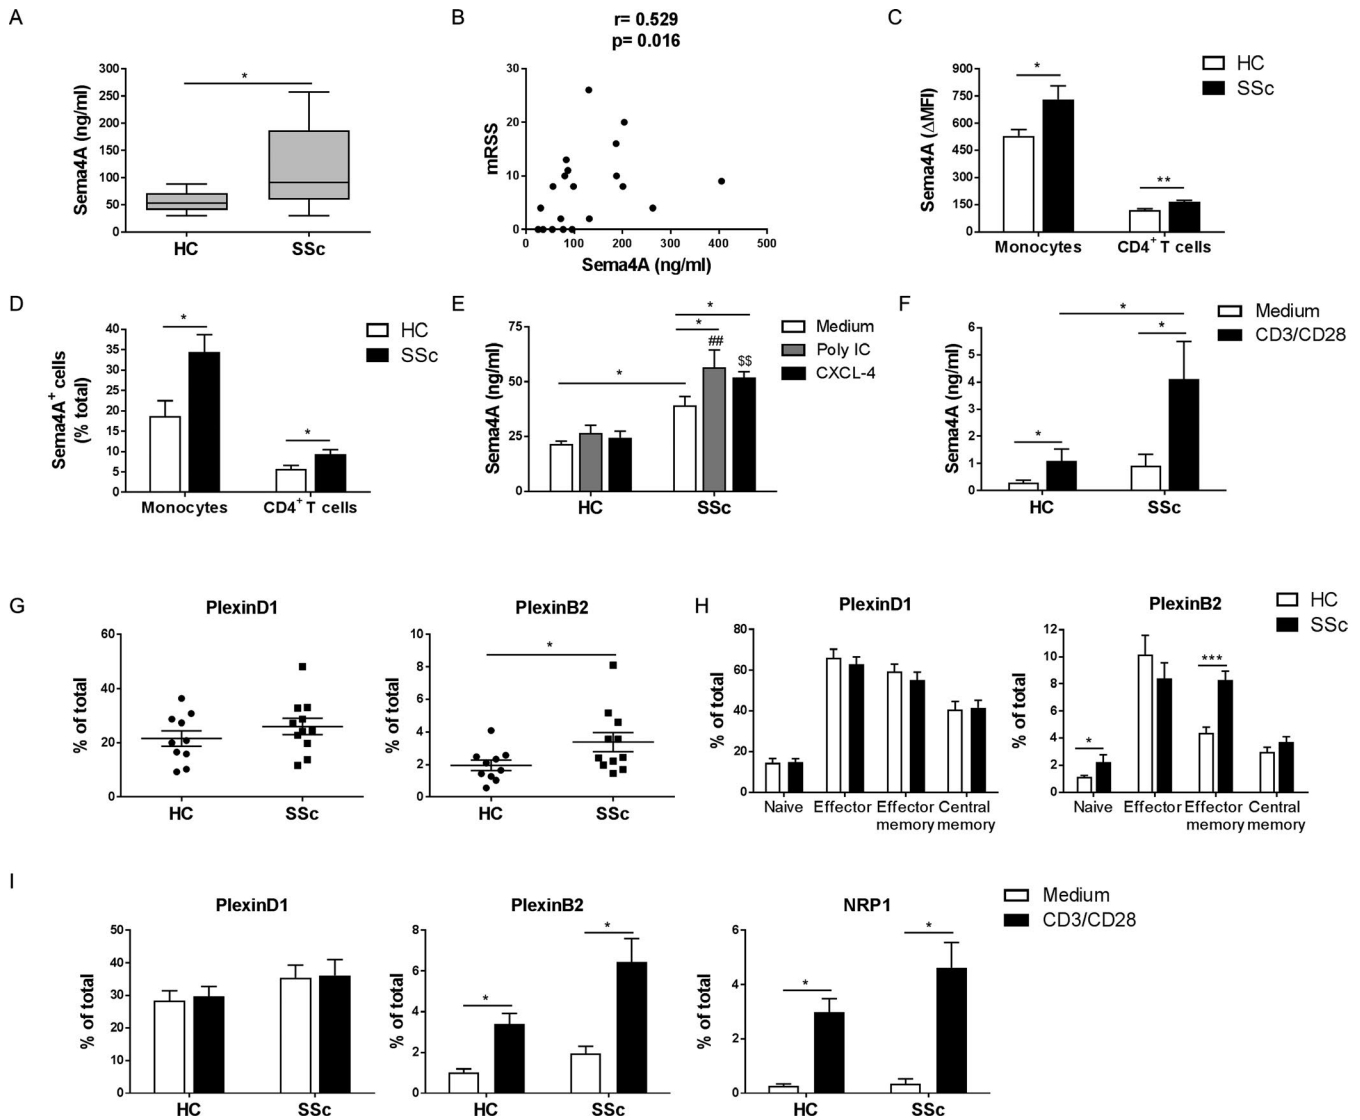 A
Sema4A (ng/ml)
300
250
200
150
100
50
0
*
HC
SSc
B
r= 0.529
p= 0.016
mRSS
30
20
10
0
0
100
200
300
400
500
Sema4A (ng/ml)
C
Sema4A (ΔMFI)
900
750
600
450
300
150
0
*
**
Monocytes
CD4+ T cells
HC
SSc
D
Sema4A+ cells
(% total)
40
35
30
25
20
15
10
5
0
*
*
Monocytes
CD4+ T cells
HC
SSc
E
Sema4A (ng/ml)
75
50
25
0
*
*
*
##
$$
HC
SSc
Medium
Poly IC
CXCL-4
F
Sema4A (ng/ml)
6
5
4
3
2
1
0
*
*
*
HC
SSc
Medium
CD3/CD28
G
PlexinD1
% of total
60
40
20
0
HC
SSc
PlexinB2
% of total
10
8
6
4
2
0
*
HC
SSc
H
PlexinD1
% of total
80
60
40
20
0
Naive
Effector
Effector
memory
Central
memory
PlexinB2
% of total
12
10
8
6
4
2
0
*
***
Naive
Effector
Effector
memory
Central
memory
HC
SSc
I
PlexinD1
% of total
50
40
30
20
10
0
HC
SSc
PlexinB2
% of total
8
6
4
2
0
*
*
HC
SSc
NRP1
% of total
6
4
2
0
*
*
HC
SSc
Medium
CD3/CD28